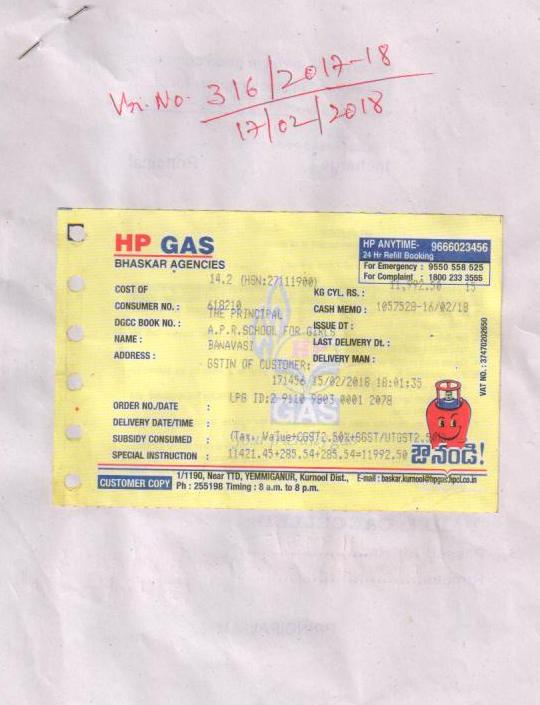 Vr. No. 316/2017-18
17/02/2018
HP GAS
BHASKAR AGENCIES
HP ANYTIME- 9666023456
24 Hr Refill Booking
For Emergency : 9550 558 525
For Complaint : 1800 233 3555
14.2 (HSN:27111900)
11,992.50 15
COST OF
KG CYL. RS. :
CONSUMER NO. : 618210
CASH MEMO : 1057528-16/02/18
THE PRINCIPAL
DGCC BOOK NO. :
ISSUE DT :
A.P.R.SCHOOL FOR GIRLS
NAME :
LAST DELIVERY Dt. :
BANAVASI
ADDRESS :
DELIVERY MAN :
GSTIN OF CUSTOMER:
171456 15/02/2018 18:01:35
VAT NO. : 37470202650
LPG ID:2 9110 9803 0001 2078
ORDER NO./DATE :
GAS
DELIVERY DATE/TIME :
SUBSIDY CONSUMED : (Tax. Value+CGST2.50%+SGST/UTGST2.50%
SPECIAL INSTRUCTION : 11421.45+285.54+285.54=11992.50
ఔనండి!
CUSTOMER COPY
1/1190, Near TTD, YEMMIGANUR, Kurnool Dist., E-mail : baskar.kurnool@hpgas.hpcl.co.in
Ph : 255198 Timing : 8 a.m. to 8 p.m.